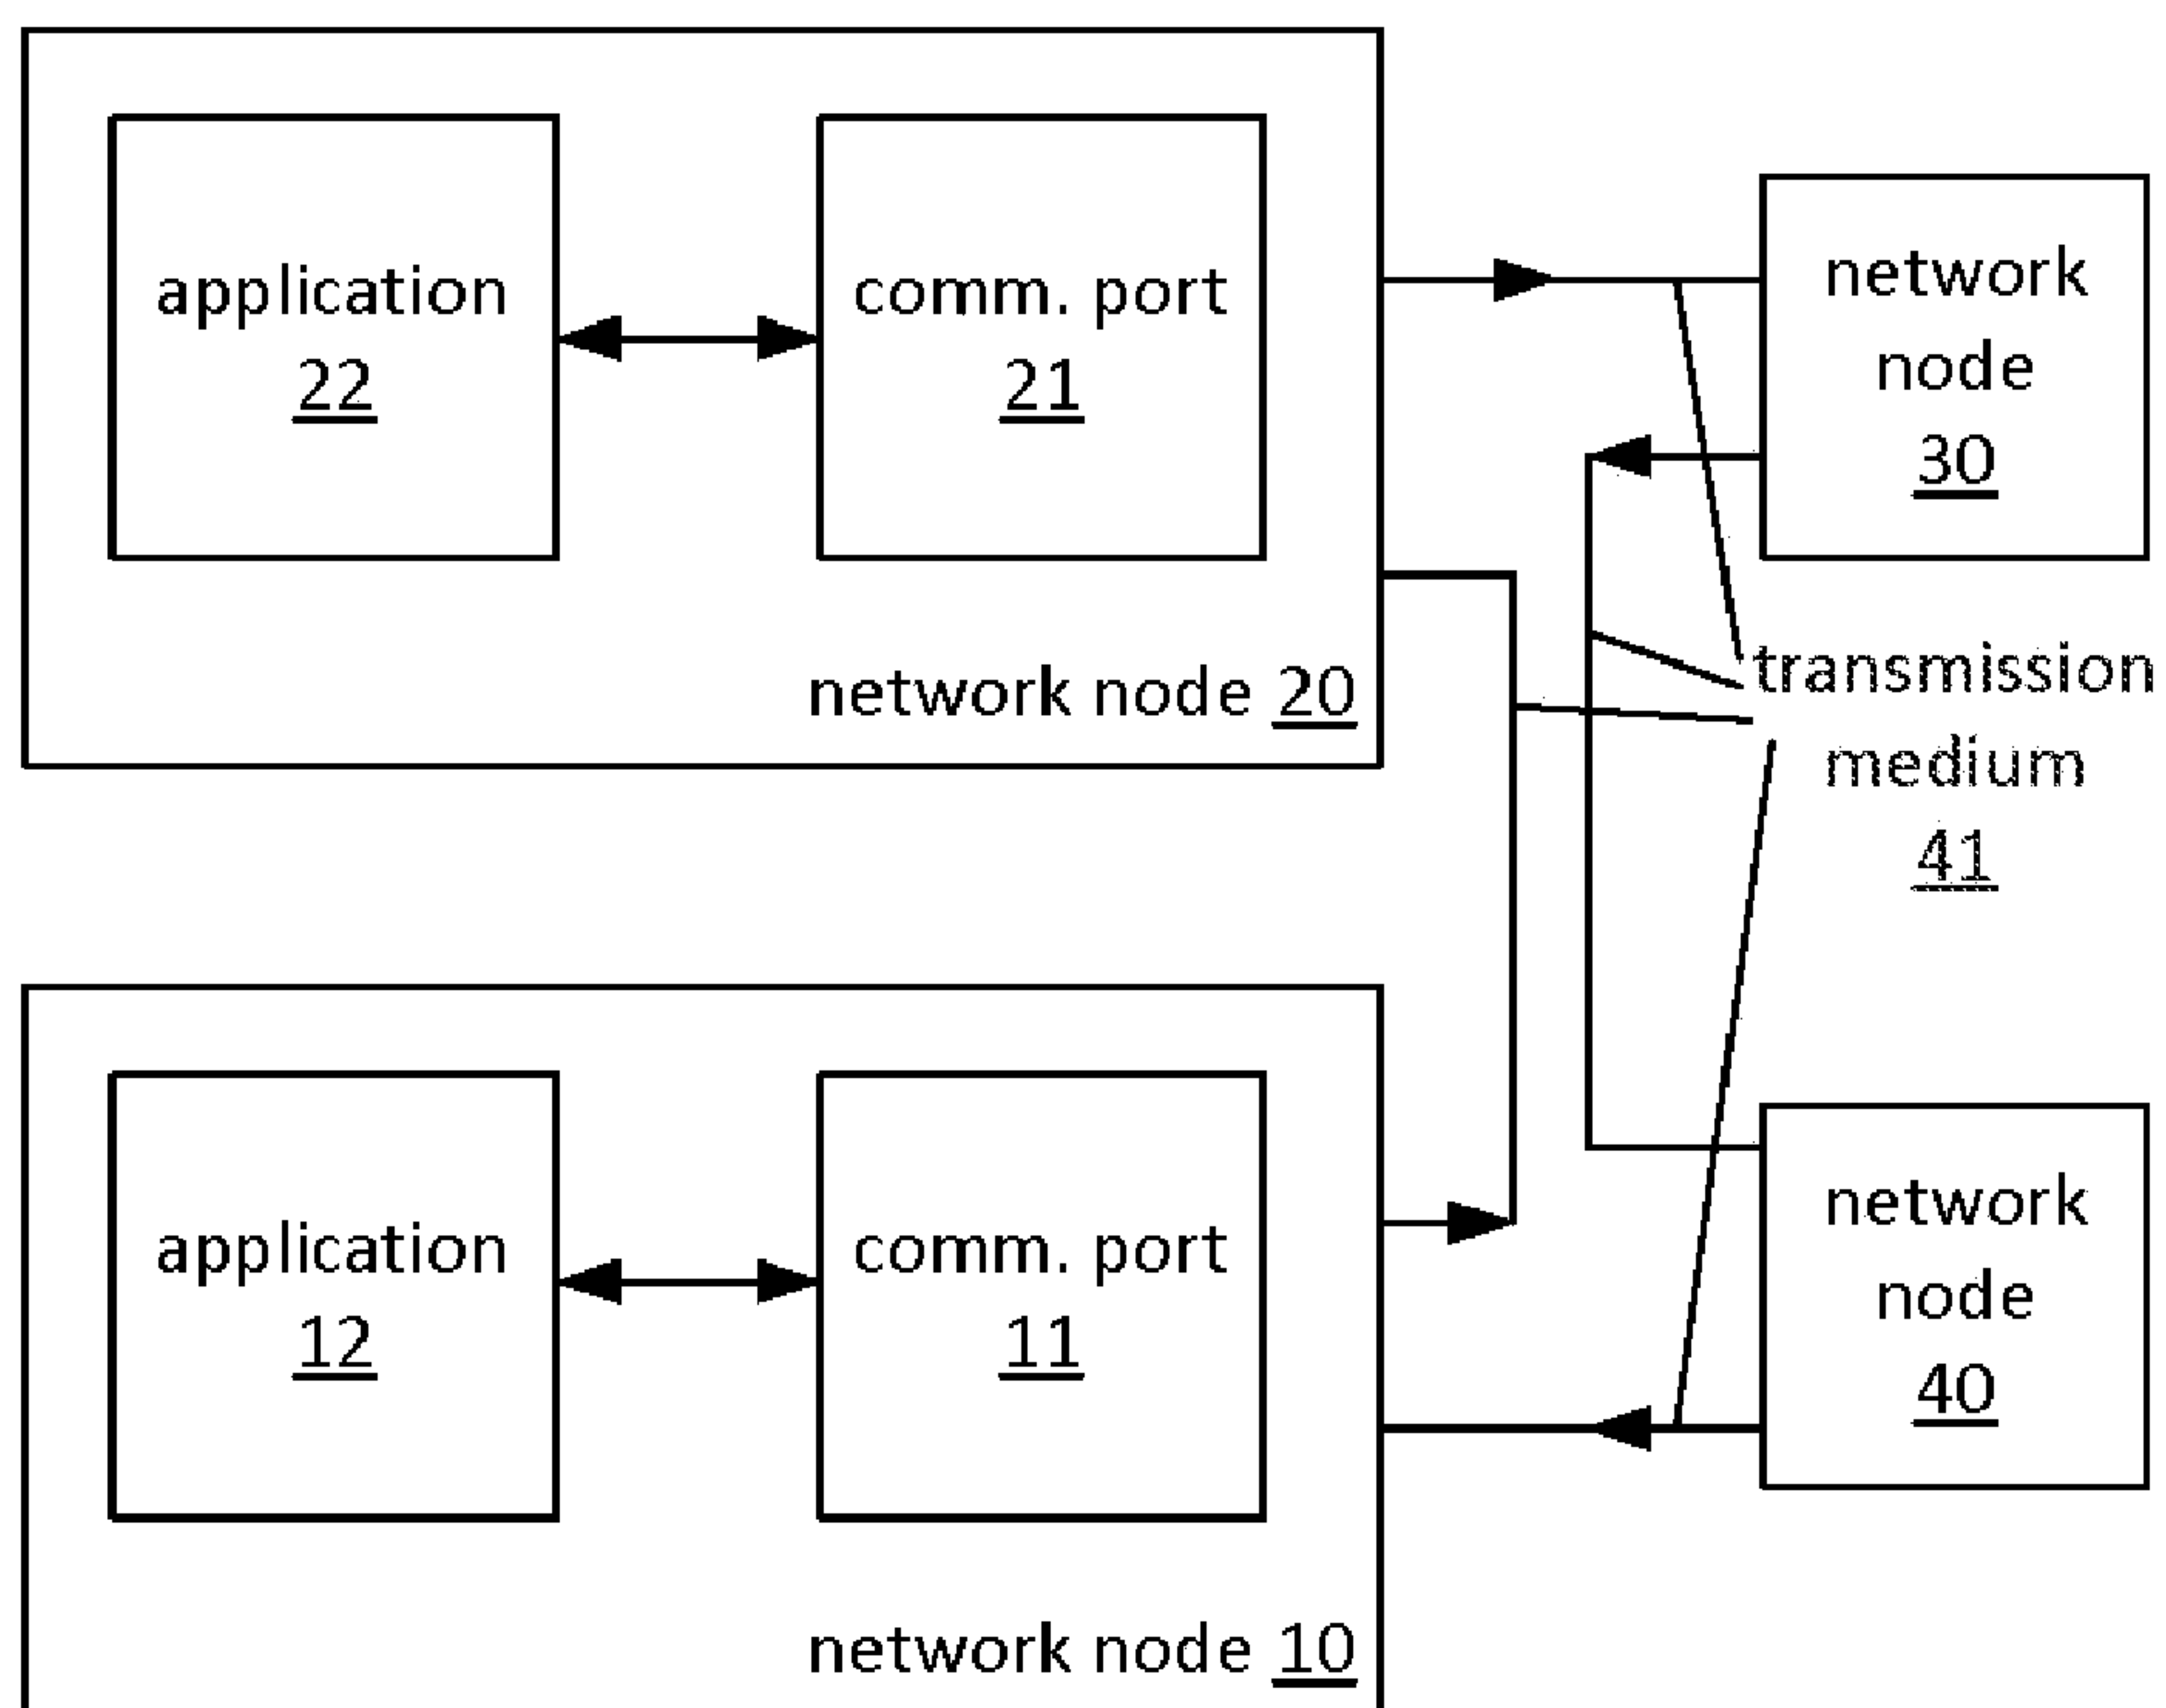 application
22
comm. port
21
network node 20
network
node
30
transmission
medium
41
application
12
comm. port
11
network node 10
network
node
40